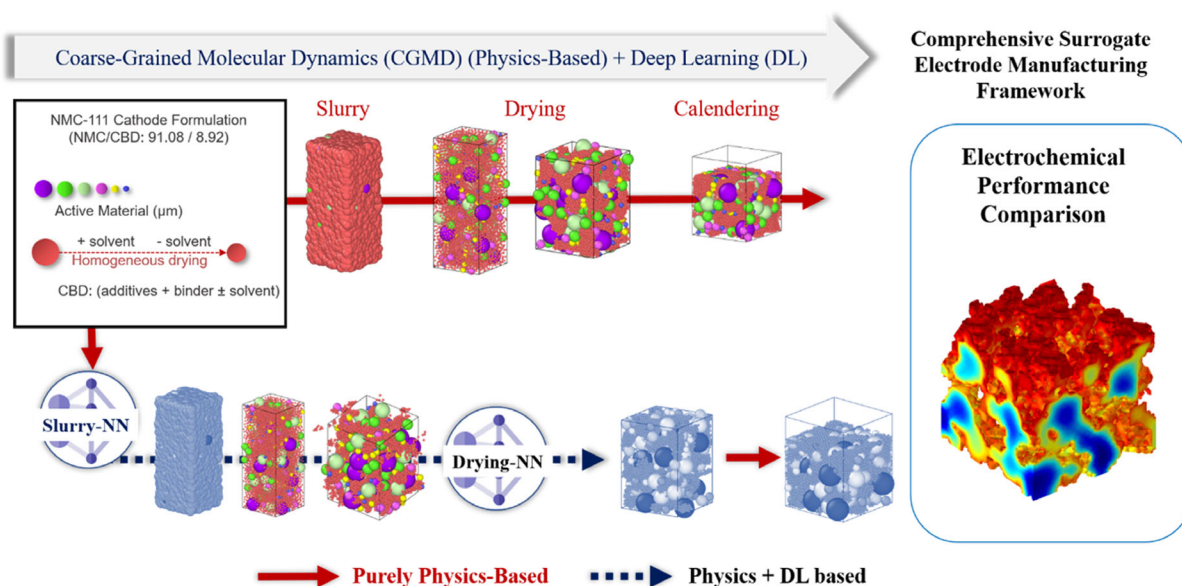 Coarse-Grained Molecular Dynamics (CGMD) (Physics-Based) + Deep Learning (DL)
Comprehensive Surrogate
Electrode Manufacturing
Framework
NMC-111 Cathode Formulation
(NMC/CBD: 91.08 / 8.92)
Active Material (µm)
+ solvent - solvent
Homogeneous drying
CBD: (additives + binder ± solvent)
Slurry
Drying
Calendering
Electrochemical
Performance
Comparison
Slurry-NN
Drying-NN
Purely Physics-Based
Physics + DL based